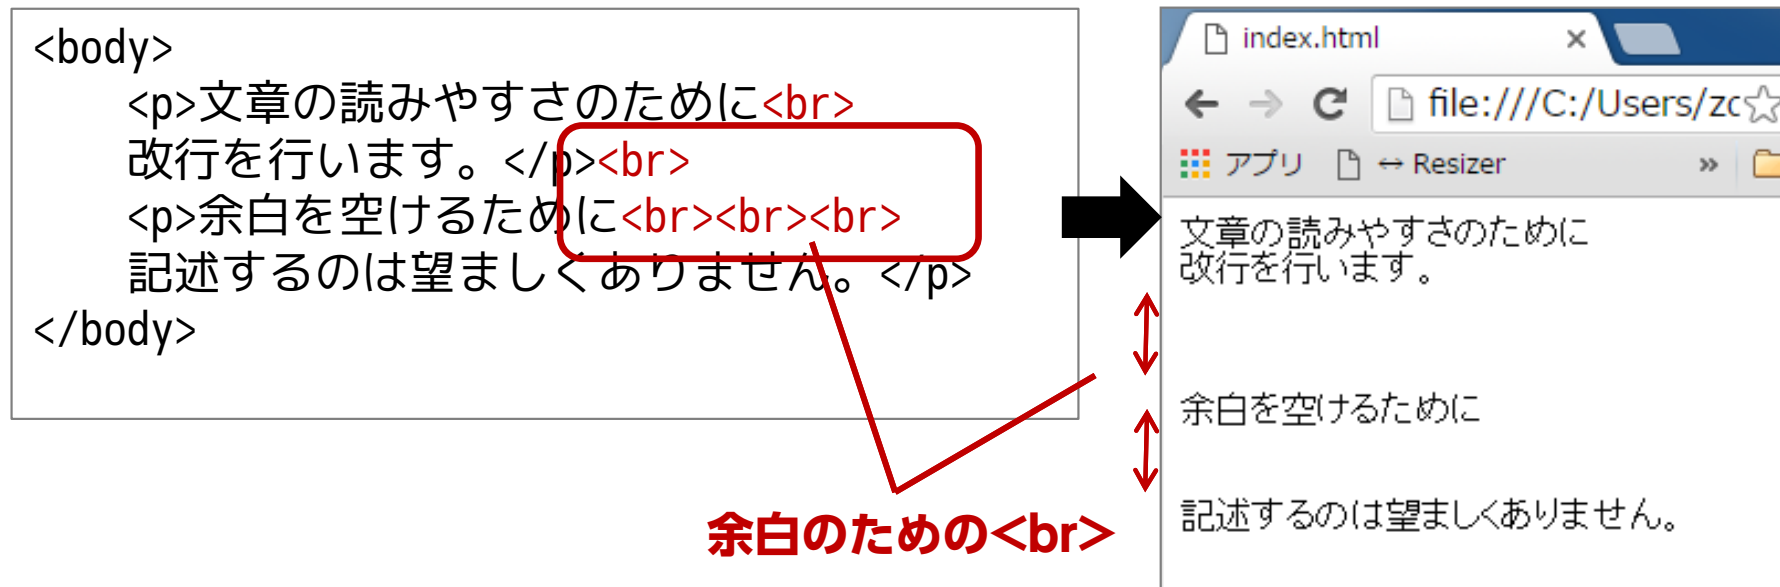 <body>
<p>文章の読みやすさのために<br>
改行を行います。</p><br>
<p>余白を空けるために<br><br><br>
記述するのは望ましくありません。</p>
</body>
余白のための<br>
index.html
file:///C:/Users/zc
アプリ ↔ Resizer »
文章の読みやすさのために
改行を行います。
余白を空けるために
記述するのは望ましくありません。